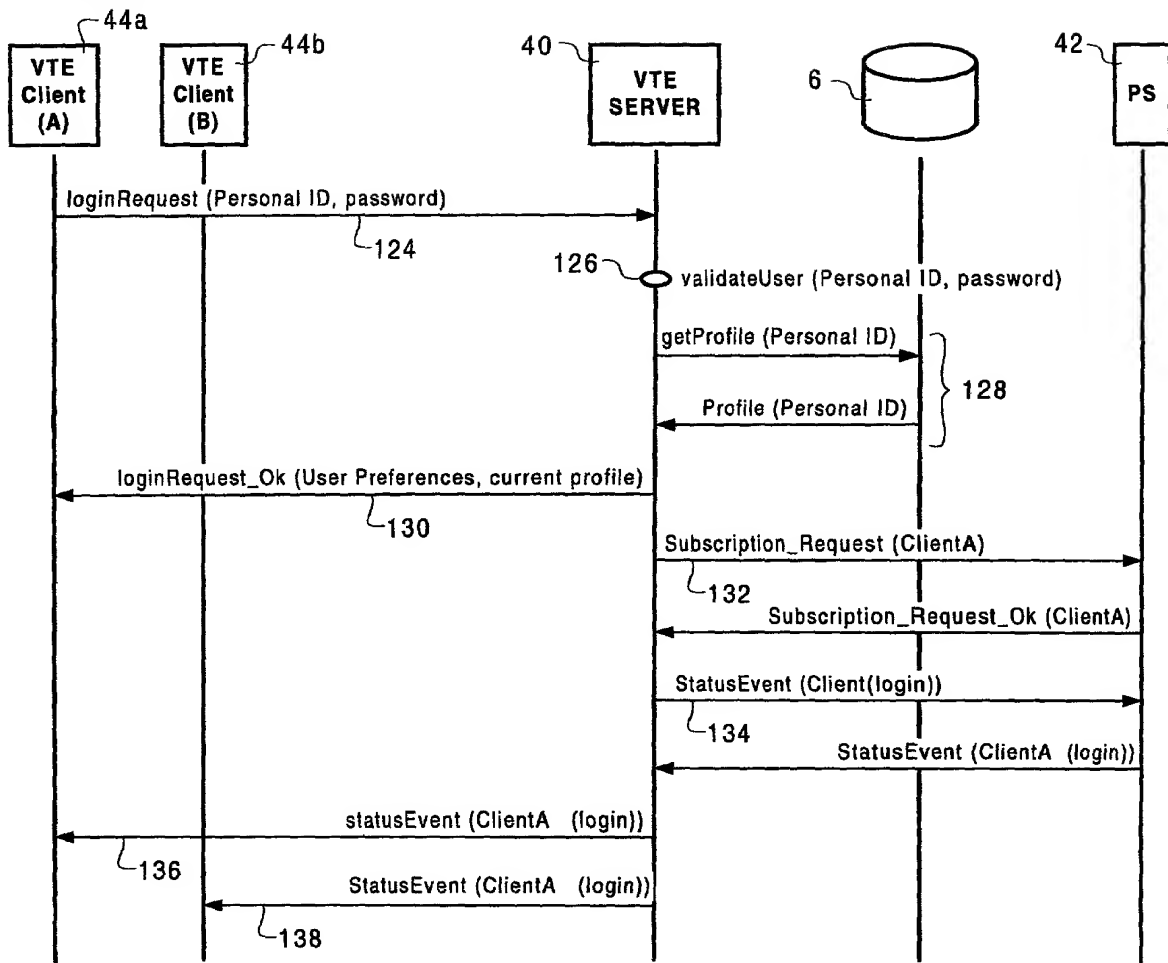 44a
44b
40
6
42
VTE
Client
(A)
VTE
Client
(B)
VTE
SERVER
PS
loginRequest (Personal ID, password)
124
126
validateUser (Personal ID, password)
getProfile (Personal ID)
128
Profile (Personal ID)
loginRequest_Ok (User Preferences, current profile)
130
Subscription_Request (ClientA)
132
Subscription_Request_Ok (ClientA)
StatusEvent (Client(login))
134
StatusEvent (ClientA (login))
statusEvent (ClientA (login))
136
StatusEvent (ClientA (login))
138